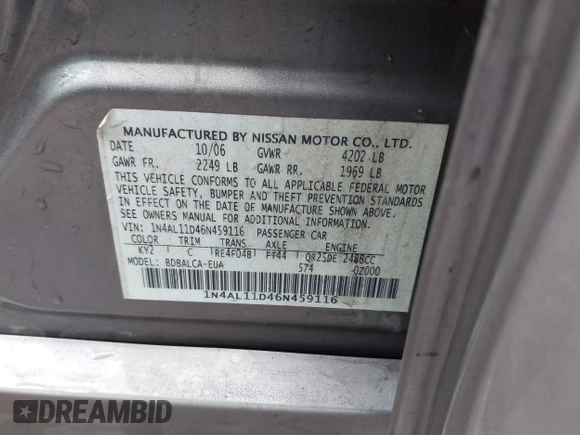 MANUFACTURED BY NISSAN MOTOR CO., LTD.
DATE 10/06 GVWR 4202 LB
GAWR FR. 2249 LB GAWR RR. 1969 LB
THIS VEHICLE CONFORMS TO ALL APPLICABLE FEDERAL MOTOR
VEHICLE SAFETY, BUMPER AND THEFT PREVENTION STANDARDS
IN EFFECT ON THE DATE OF MANUFACTURE SHOWN ABOVE.
SEE OWNERS MANUAL FOR ADDITIONAL INFORMATION.
VIN: 1N4AL11D46N459116 PASSENGER CAR
COLOR TRIM TRANS AXLE ENGINE
KY2 C RE4F04B FF44 QR25DE 2488CC
MODEL: BDBALCA-EUA 574 -02000
1N4AL11D46N459116
DREAMBID